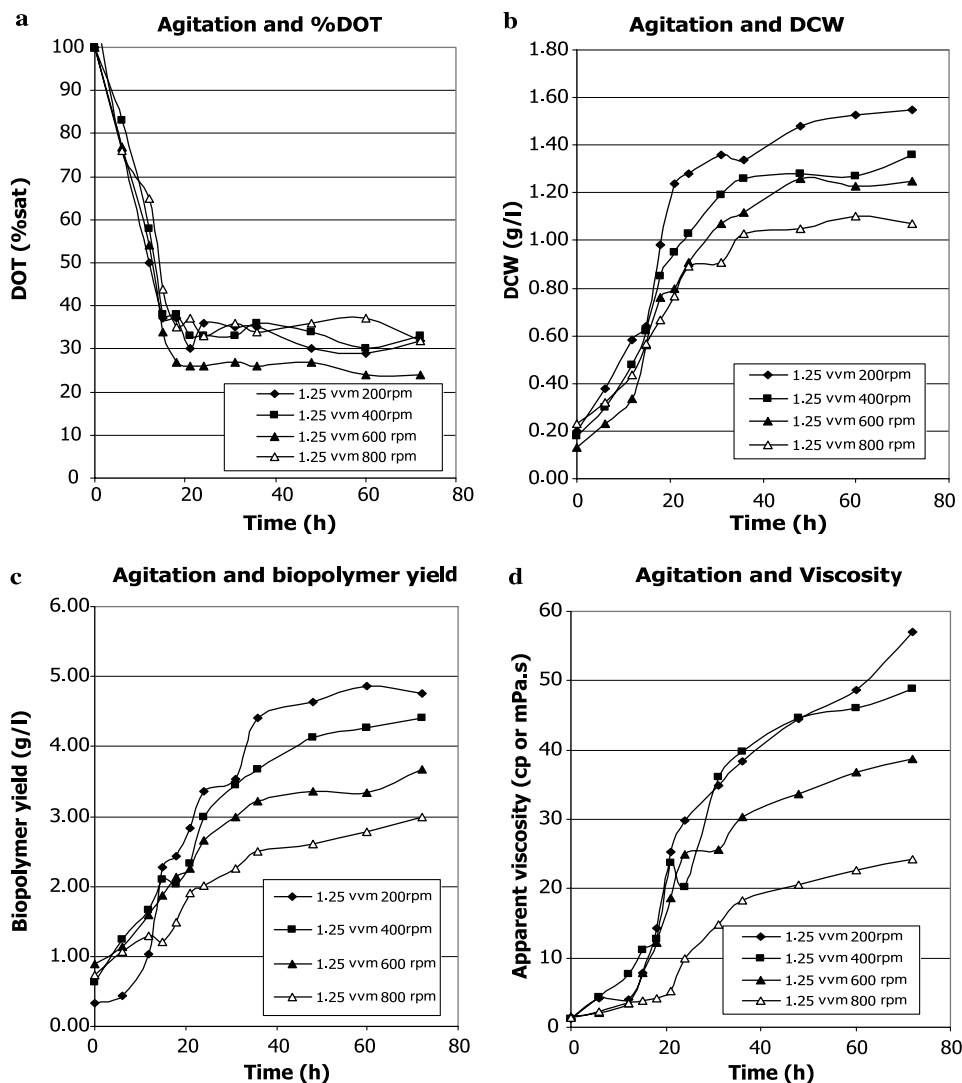 a
Agitation and %DOT
100
90
80
70
60
50
40
30
20
10
0
DOT (%sat)
1.25 vvm 200rpm
1.25 vvm 400rpm
1.25 vvm 600 rpm
1.25 vvm 800 rpm
0 20 40 60 80
Time (h)
b
Agitation and DCW
1.80
1.60
1.40
1.20
1.00
0.80
0.60
0.40
0.20
0.00
DCW (g/l)
1.25 vvm 200rpm
1.25 vvm 400rpm
1.25 vvm 600 rpm
1.25 vvm 800 rpm
0 20 40 60 80
Time (h)
c
Agitation and biopolymer yield
6.00
5.00
4.00
3.00
2.00
1.00
0.00
Biopolymer yield (g/l)
1.25 vvm 200rpm
1.25 vvm 400rpm
1.25 vvm 600 rpm
1.25 vvm 800 rpm
0 20 40 60 80
Time (h)
d
Agitation and Viscosity
60
50
40
30
20
10
0
Apparent viscosity (cp or mPa.s)
1.25 vvm 200rpm
1.25 vvm 400rpm
1.25 vvm 600 rpm
1.25 vvm 800 rpm
0 20 40 60 80
Time (h)